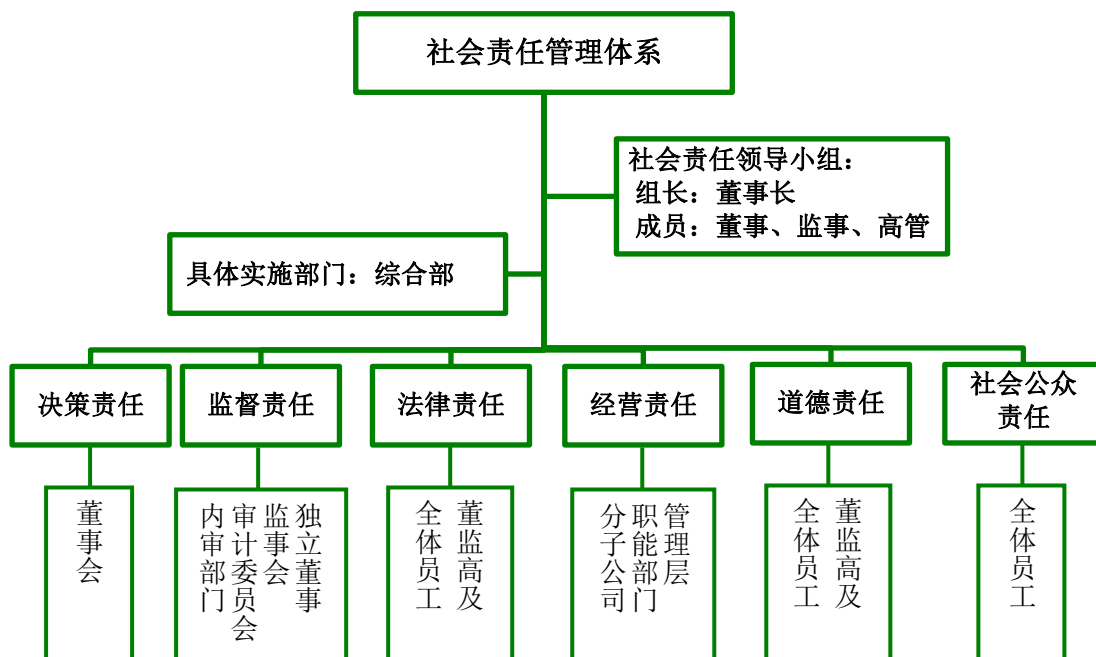 社会责任管理体系
社会责任领导小组：
组长：董事长
成员：董事、监事、高管
具体实施部门：综合部
决策责任
监督责任
法律责任
经营责任
道德责任
社会公众
责任
董事会
独立董事
监事会
审计委员会
内审部门
董监高及
全体员工
管理层
职能部门
分子公司
董监高及
全体员工
全体员工